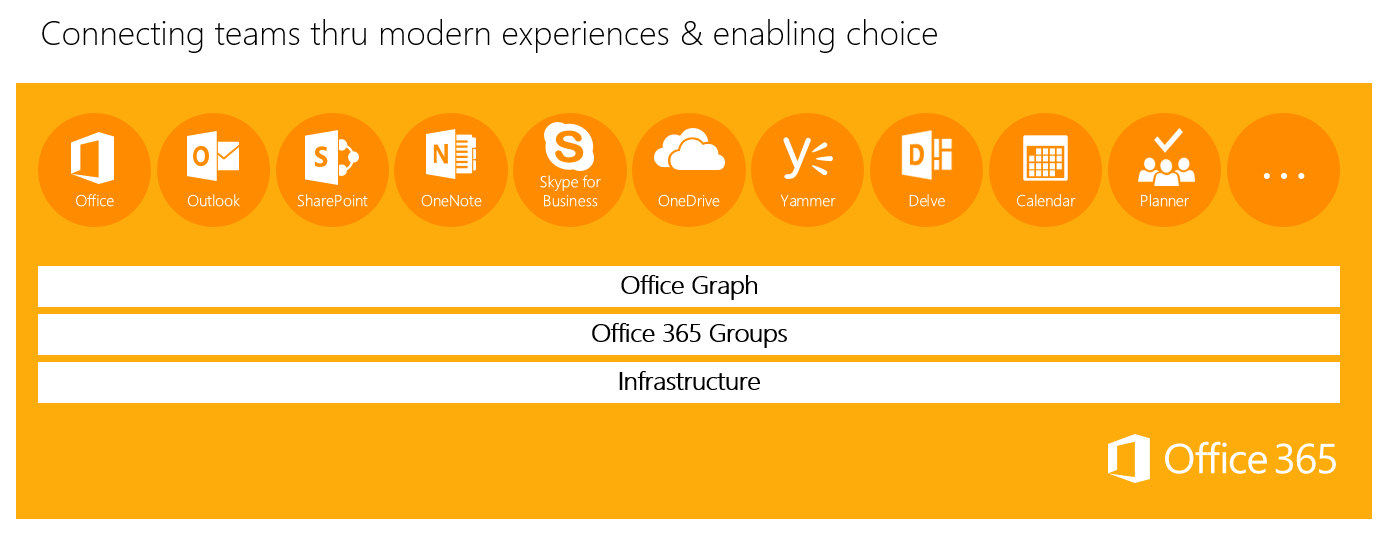 Connecting teams thru modern experiences & enabling choice
Office
Outlook
SharePoint
OneNote
Skype for
Business
OneDrive
Yammer
Delve
Calendar
Planner
...
Office Graph
Office 365 Groups
Infrastructure
Office 365